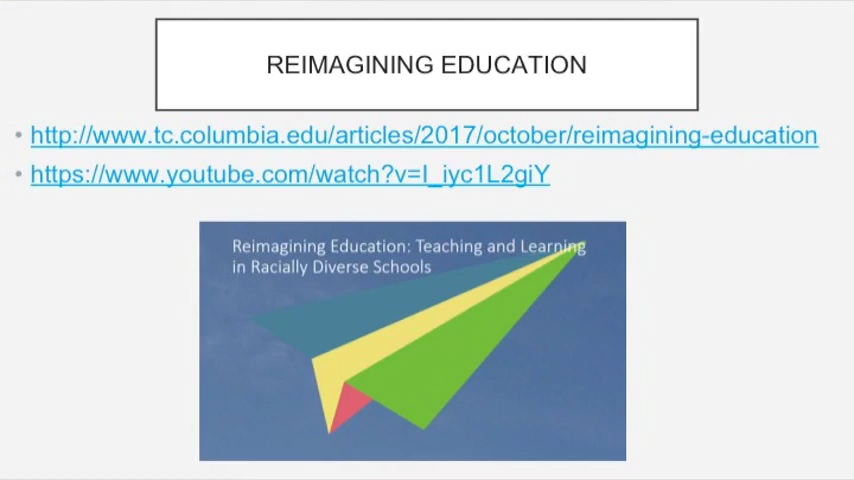 REIMAGINING EDUCATION
• http://www.tc.columbia.edu/articles/2017/october/reimagining-education
• https://www.youtube.com/watch?v=I_iyc1L2giY
Reimagining Education: Teaching and Learning
in Racially Diverse Schools